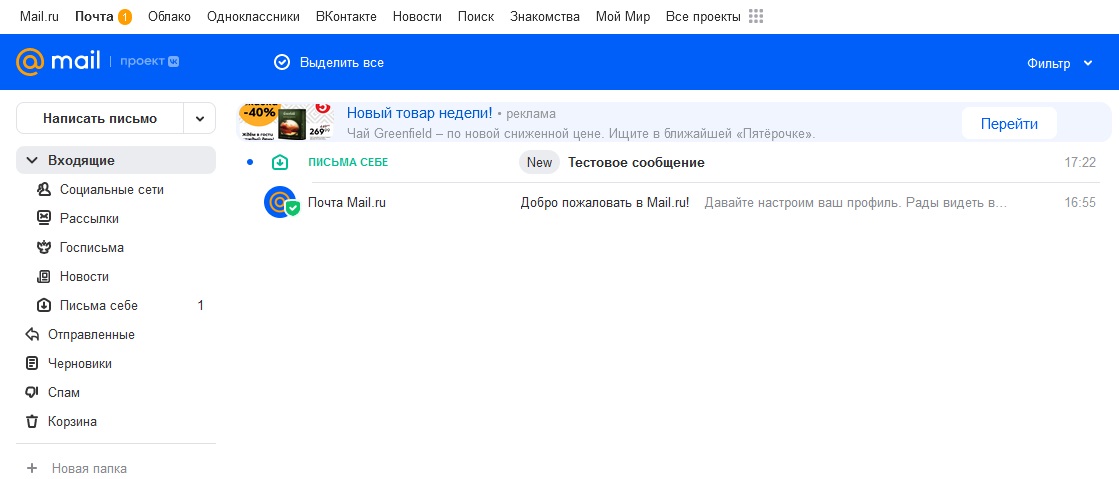 Mail.ru Почта 1 Облако Одноклассники ВКонтакте Новости Поиск Знакомства Мой Мир Все проекты
@mail проект Выделить все Фильтр
Написать письмо
-40%
5
269 99
Новый товар недели! • реклама
Чай Greenfield – по новой сниженной цене. Ищите в ближайшей «Пятёрочке».
Перейти
Входящие
Социальные сети
Рассылки
Госписьма
Новости
Письма себе 1
Отправленные
Черновики
Спам
Корзина
Новая папка
ПИСЬМА СЕБЕ New Тестовое сообщение 17:22
Почта Mail.ru Добро пожаловать в Mail.ru! Давайте настроим ваш профиль. Рады видеть в... 16:55